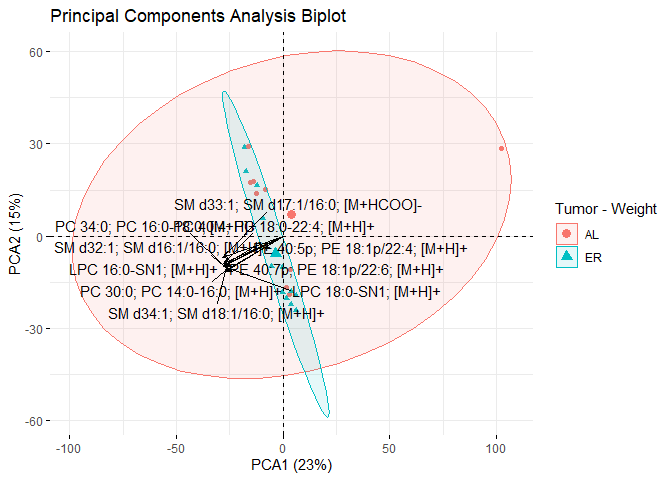 Principal Components Analysis Biplot
60
30
0
-30
-60
PCA2 (15%)
SM d33:1; SM d17:1/16:0; [M+HCOO]-
PC 34:0; PC 16:0-18:0
PG 18:0-22:4; [M+H]+
SM d32:1; SM d16:1/16:0; [M+H]+
PE 40:5p; PE 18:1p/22:4; [M+H]+
LPC 16:0-SN1; [M+H]+
PE 40:7p; PE 18:1p/22:6; [M+H]+
PC 30:0; PC 14:0-16:0; [M+H]+
LPC 18:0-SN1; [M+H]+
SM d34:1; SM d18:1/16:0; [M+H]+
-100
-50
0
50
100
PCA1 (23%)
Tumor - Weight
AL
ER